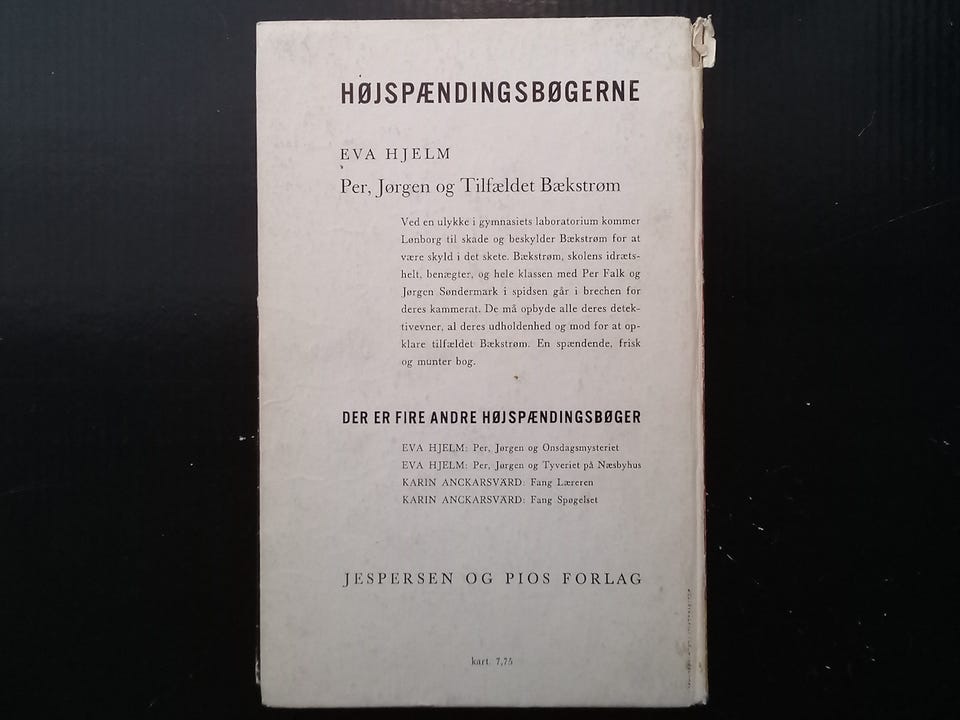 HØJSPÆNDINGSBØGERNE
EVA HJELM
Per, Jørgen og Tilfældet Bækstrøm
Ved en ulykke i gymnasiets laboratorium kommer
Lønborg til skade og beskylder Bækstrøm for at
være skyld i det skete. Bækstrøm, skolens idræts-
helt, benægter, og hele klassen med Per Falk og
Jørgen Søndermark i spidsen går i brechen for
deres kammerat. De må opbyde alle deres detek-
tivevner, al deres udholdenhed og mod for at op-
klare tilfældet Bækstrøm. En spændende, frisk
og munter bog.
DER ER FIRE ANDRE HØJSPÆNDINGSBØGER
EVA HJELM: Per, Jørgen og Onsdagsmysteriet
EVA HJELM: Per, Jørgen og Tyveriet på Næsbyhus
KARIN ANCKARSVÄRD: Fang Læreren
KARIN ANCKARSVÄRD: Fang Spøgelset
JESPERSEN OG PIOS FORLAG
kart. 7,75